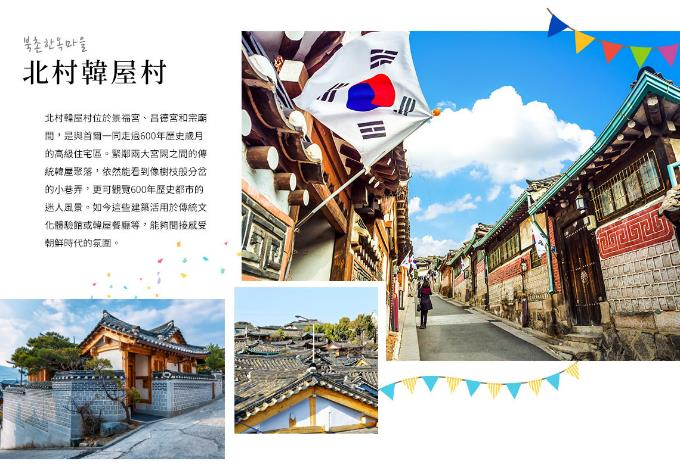 북촌한옥마을
北村韓屋村
北村韓屋村位於景福宮、昌德宮和宗廟
間，是與首爾一同走過600年歷史歲月
的高級住宅區。緊鄰兩大宮闕之間的傳
統韓屋聚落，依然能看到像樹枝般分岔
的小巷弄，更可觀覽600年歷史都市的
迷人風景。如今這些建築活用於傳統文
化體驗館或韓屋餐廳等，能夠間接感受
朝鮮時代的氛圍。